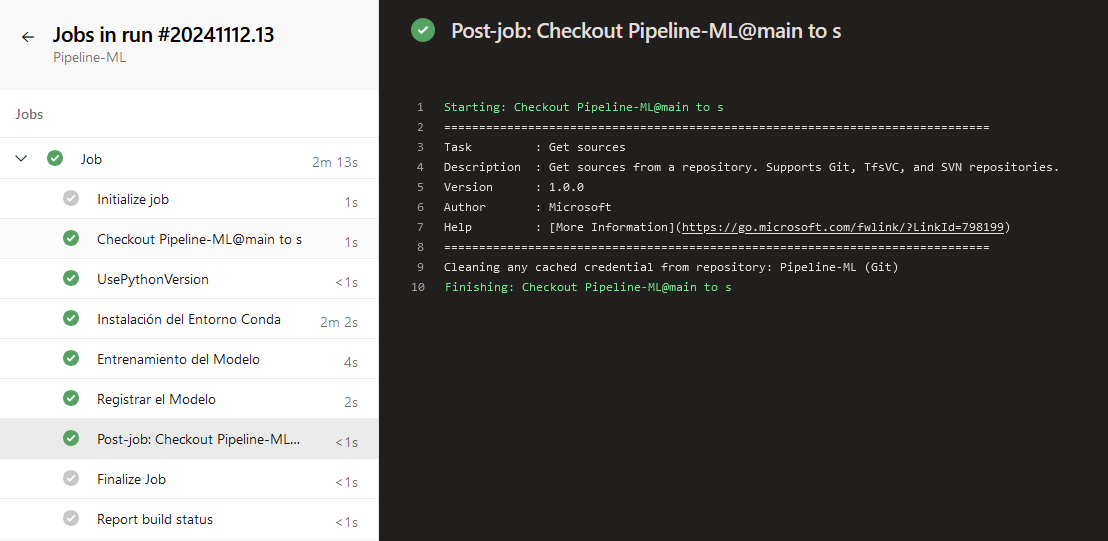 Jobs in run #20241112.13
Pipeline-ML
Jobs
Job 2m 13s
Initialize job 1s
Checkout Pipeline-ML@main to s 1s
UsePythonVersion <1s
Instalación del Entorno Conda 2m 2s
Entrenamiento del Modelo 4s
Registrar el Modelo 2s
Post-job: Checkout Pipeline-ML... <1s
Finalize Job <1s
Report build status <1s
Post-job: Checkout Pipeline-ML@main to s
1 Starting: Checkout Pipeline-ML@main to s
2 ==============================================================================
3 Task : Get sources
4 Description : Get sources from a repository. Supports Git, TfsVC, and SVN repositories.
5 Version : 1.0.0
6 Author : Microsoft
7 Help : [More Information](https://go.microsoft.com/fwlink/?LinkId=798199)
8 ==============================================================================
9 Cleaning any cached credential from repository: Pipeline-ML (Git)
10 Finishing: Checkout Pipeline-ML@main to s